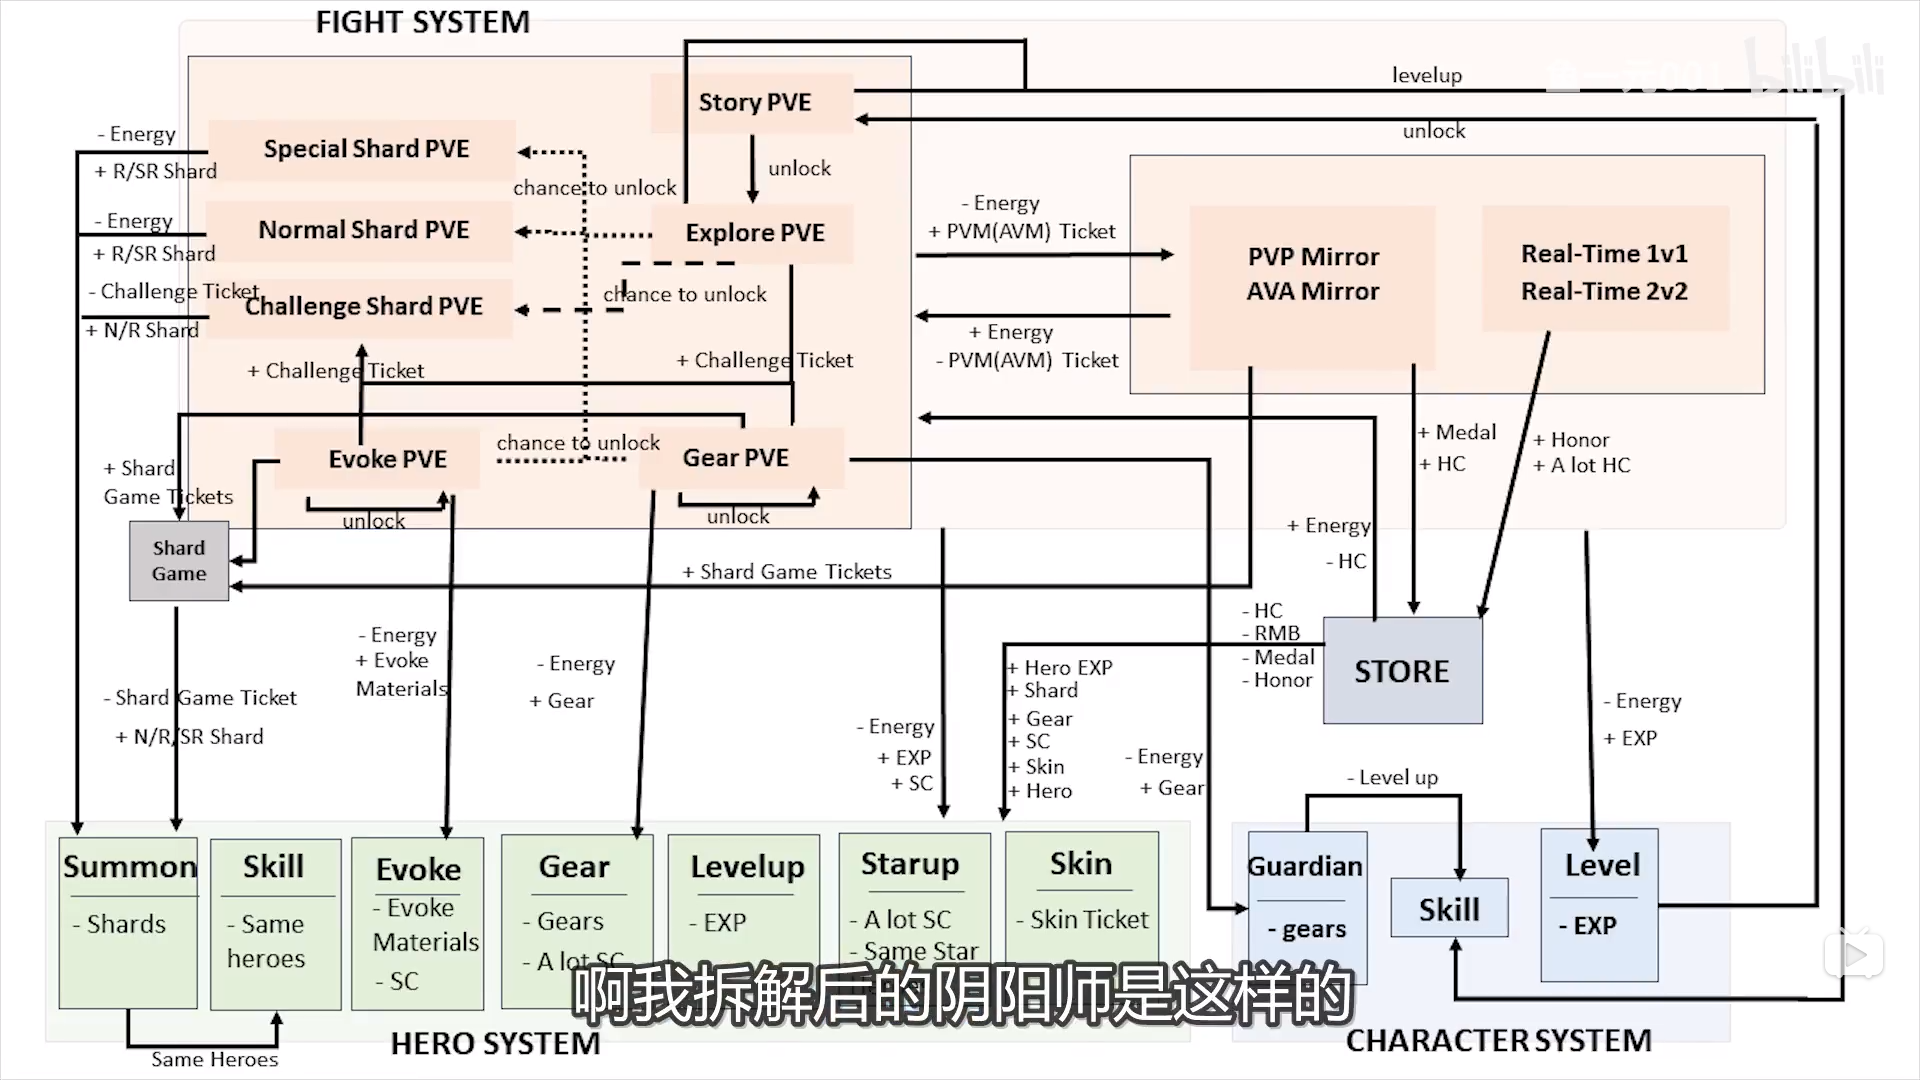 FIGHT SYSTEM
levelup
bilibili
Story PVE
- Energy
Special Shard PVE
unlock
+ R/SR Shard
unlock
chance to unlock
- Energy
Normal Shard PVE
Explore PVE
- Energy
+ PVM(AVM) Ticket
+ R/SR Shard
PVP Mirror
AVA Mirror
Real-Time 1v1
Real-Time 2v2
- Challenge Ticket
Challenge Shard PVE
chance to unlock
+ N/R Shard
+ Energy
- PVM(AVM) Ticket
+ Challenge Ticket
+ Challenge Ticket
+ Medal
+ HC
+ Honor
+ A lot HC
chance to unlock
Evoke PVE
Gear PVE
+ Shard
Game Tickets
unlock
unlock
+ Energy
- HC
Shard
Game
+ Shard Game Tickets
- HC
- RMB
- Medal
- Honor
STORE
- Energy
+ Evoke
Materials
- Energy
+ Gear
+ Hero EXP
+ Shard
+ Gear
+ SC
+ Skin
+ Hero
- Shard Game Ticket
+ N/R/SR Shard
- Energy
+ EXP
+ SC
- Energy
+ Gear
- Energy
+ EXP
- Level up
Summon
- Shards
Skill
- Same
heroes
Evoke
- Evoke
Materials
- SC
Gear
- Gears
- A lot SC
Levelup
- EXP
Starup
- A lot SC
- Same Star
Skin
- Skin Ticket
Guardian
- gears
Skill
Level
- EXP
啊我拆解后的阴阳师是这样的
Same Heroes
HERO SYSTEM
CHARACTER SYSTEM